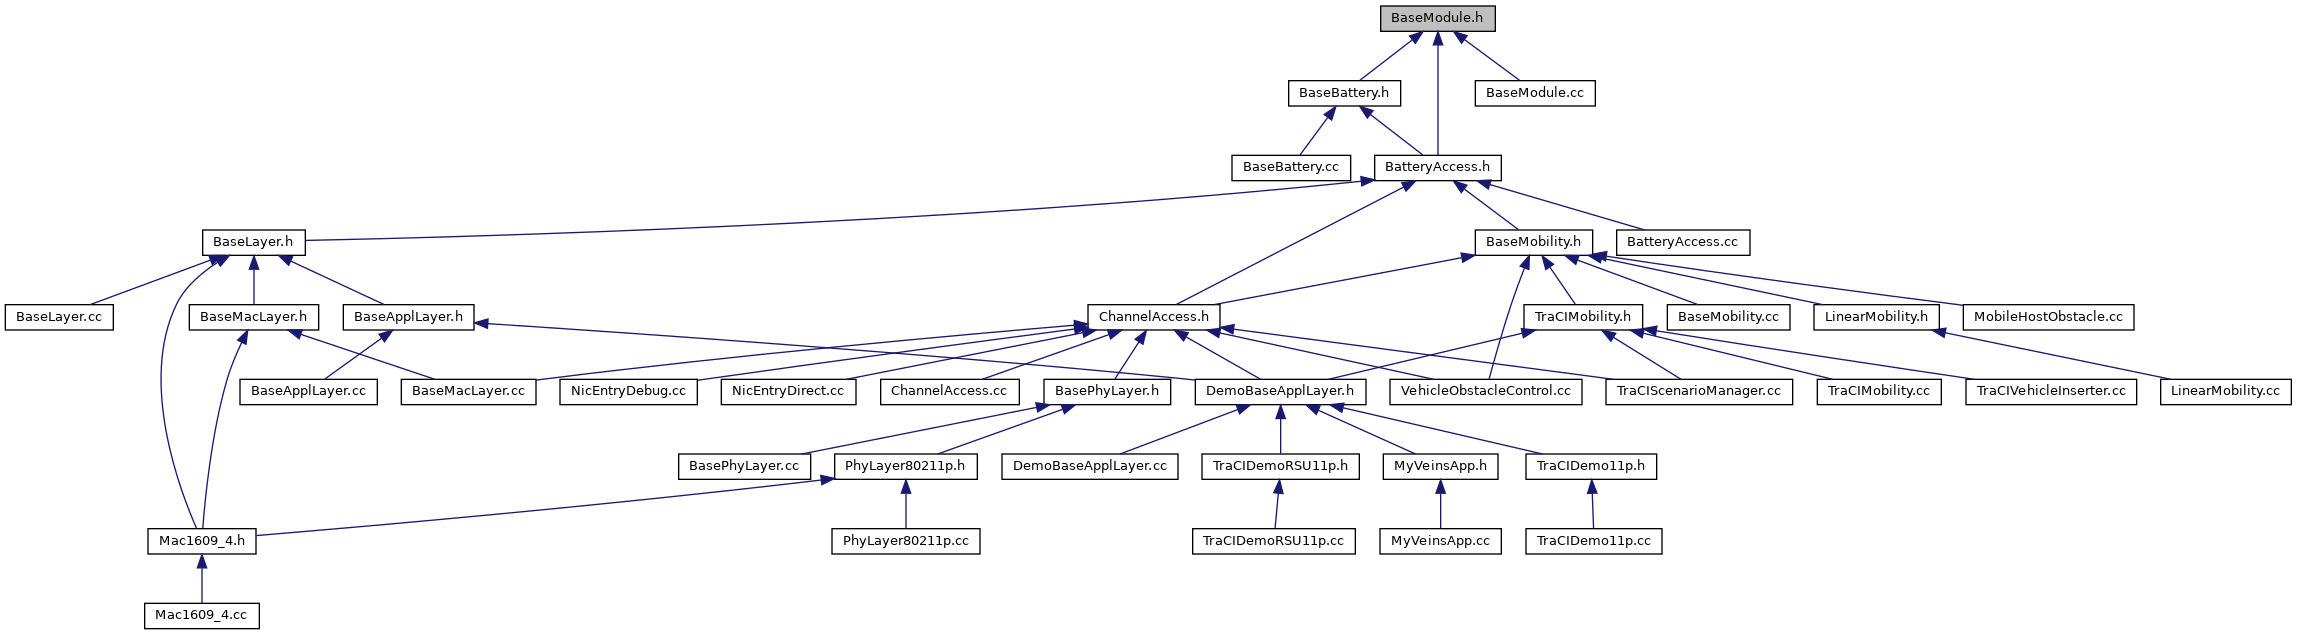 BaseModule.h
BaseBattery.h
BaseModule.cc
BaseBattery.cc
BatteryAccess.h
BaseLayer.h
BaseMobility.h
BatteryAccess.cc
BaseLayer.cc
BaseMacLayer.h
BaseApplLayer.h
ChannelAccess.h
TraCIMobility.h
BaseMobility.cc
LinearMobility.h
MobileHostObstacle.cc
BaseApplLayer.cc
BaseMacLayer.cc
NicEntryDebug.cc
NicEntryDirect.cc
ChannelAccess.cc
BasePhyLayer.h
DemoBaseApplLayer.h
VehicleObstacleControl.cc
TraCIScenarioManager.cc
TraCIMobility.cc
TraCIVehicleInserter.cc
LinearMobility.cc
BasePhyLayer.cc
PhyLayer80211p.h
DemoBaseApplLayer.cc
TraCIDemoRSU11p.h
MyVeinsApp.h
TraCIDemo11p.h
Mac1609_4.h
PhyLayer80211p.cc
TraCIDemoRSU11p.cc
MyVeinsApp.cc
TraCIDemo11p.cc
Mac1609_4.cc